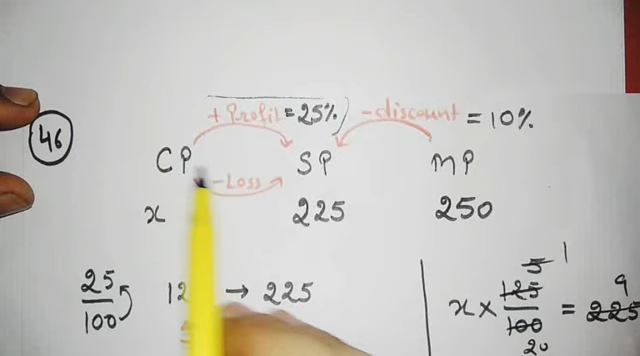 46
+ Profit = 25% - discount = 10%
CP SP MP
- Loss
x 225 250
25/100 12 → 225
x × 125/100 = 225
5 1 9
20